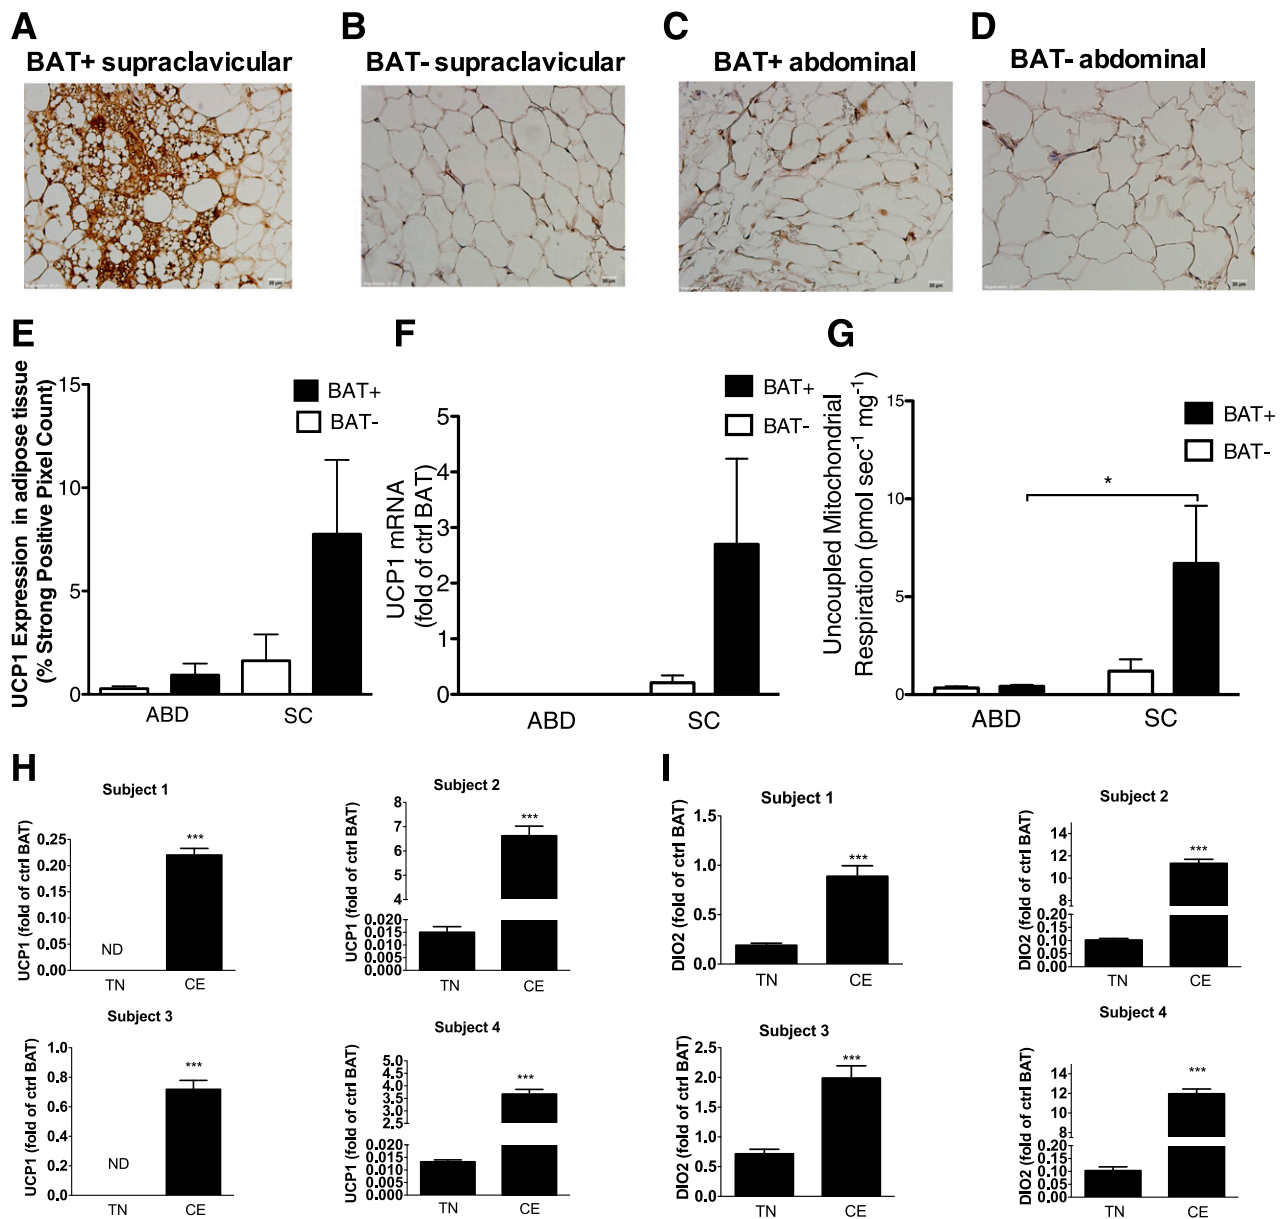 A
BAT+ supraclavicular
B
BAT- supraclavicular
C
BAT+ abdominal
D
BAT- abdominal
20 µm
20 µm
20 µm
20 µm
E
UCP1 Expression in adipose tissue
(% Strong Positive Pixel Count)
15
10
5
0
BAT+
BAT-
ABD
SC
F
UCP1 mRNA
(fold of ctrl BAT)
5
4
3
2
1
0
BAT+
BAT-
ABD
SC
G
Uncoupled Mitochondrial
Respiration (pmol sec-1 mg-1)
15
10
5
0
BAT+
BAT-
*
ABD
SC
H
Subject 1
UCP1 (fold of ctrl BAT)
0.25
0.20
0.15
0.10
0.05
0.00
ND
***
TN
CE
Subject 2
UCP1 (fold of ctrl BAT)
8
7
6
5
4
0.020
0.015
0.010
0.005
0.000
***
TN
CE
Subject 3
UCP1 (fold of ctrl BAT)
1.0
0.8
0.6
0.4
0.2
0.0
ND
***
TN
CE
Subject 4
UCP1 (fold of ctrl BAT)
5.0
4.5
4.0
3.5
3.0
2.5
0.020
0.015
0.010
0.005
0.000
***
TN
CE
I
Subject 1
DIO2 (fold of ctrl BAT)
1.5
1.0
0.5
0.0
***
TN
CE
Subject 2
DIO2 (fold of ctrl BAT)
14
12
10
8
0.20
0.15
0.10
0.05
0.00
***
TN
CE
Subject 3
DIO2 (fold of ctrl BAT)
2.5
2.0
1.5
1.0
0.5
0.0
***
TN
CE
Subject 4
DIO2 (fold of ctrl BAT)
14
12
10
8
0.20
0.15
0.10
0.05
0.00
***
TN
CE